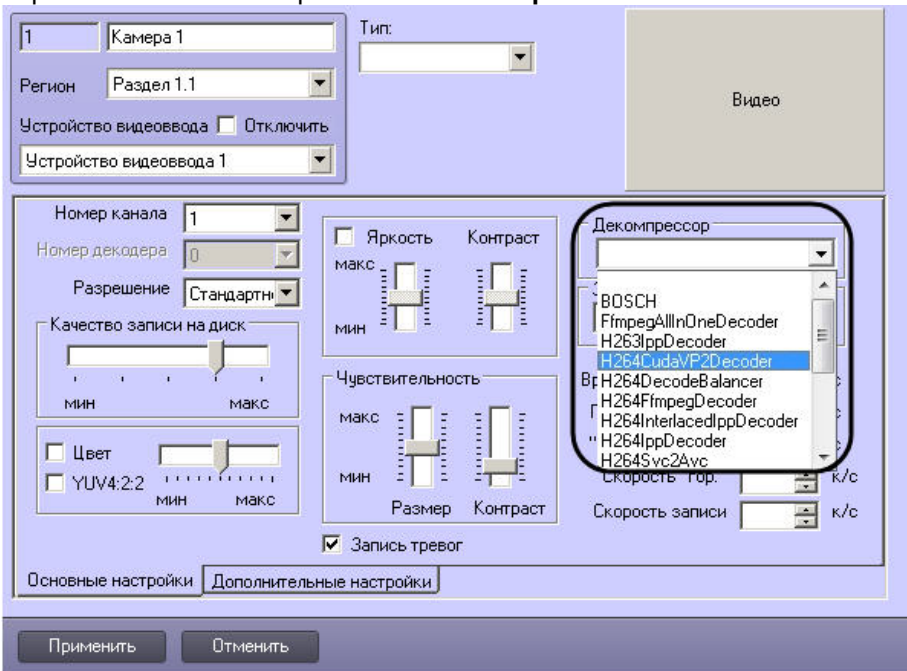 1 Камера 1
Тип:
Регион Раздел 1.1
Устройство видеоввода Отключить
Устройство видеоввода 1
Видео
Номер канала 1
Номер декодера 0
Разрешение Стандартн
Качество записи на диск
мин макс
Цвет
YUV4:2:2
мин макс
Яркость Контраст
макс
мин
Чувствительность
макс
мин
Размер Контраст
Запись тревог
Декомпрессор
BOSCH
FfmpegAllInOneDecoder
H263IppDecoder
H264CudaVP2Decoder
H264DecodeBalancer
H264FfmpegDecoder
H264InterlacedIppDecoder
H264IppDecoder
H264Svc2Avc
к/с
Скорость записи к/с
Основные настройки Дополнительные настройки
Применить Отменить